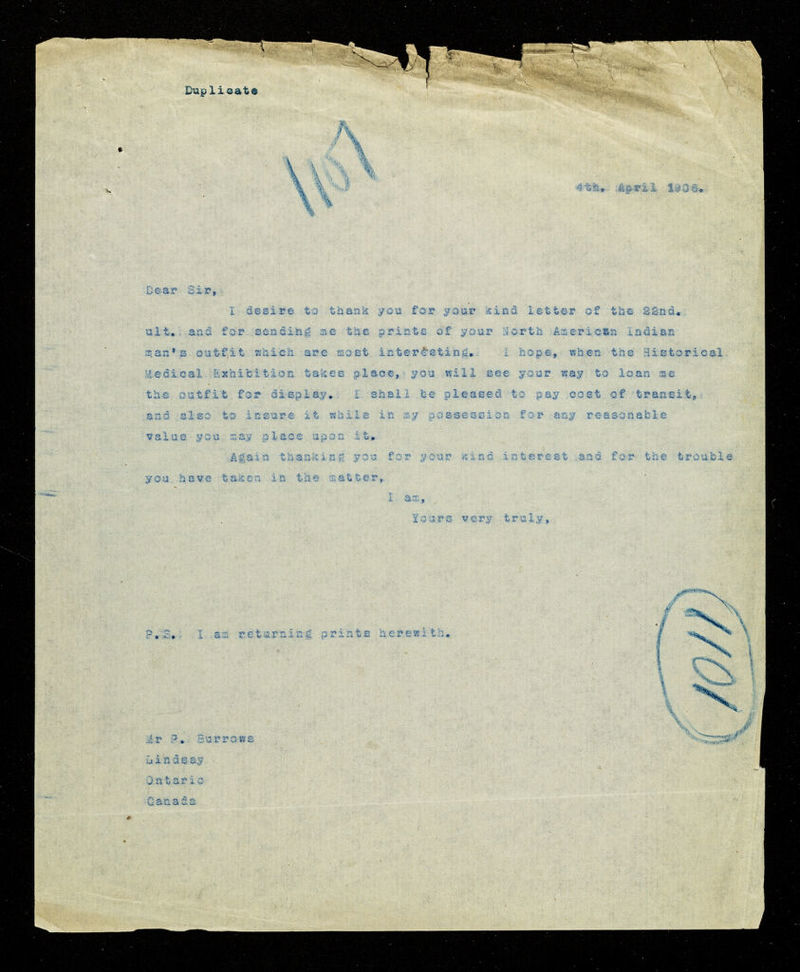 Duplicate
1101
4th. April 1906.
Dear Sir,
I desire to thank you for your kind letter of the 22nd.
ult. and for sending me the prints of your North American Indian
man's outfit which are most interesting. I hope, when the Historical
Medical Exhibition takes place, you will see your way to loan me
the outfit for display. I shall be pleased to pay cost of transit,
and also to insure it while in my possession for any reasonable
value you may place upon it.
Again thanking you for your kind interest and for the trouble
you have taken in the matter,
I am,
Yours very truly,
P.S. I am returning prints herewith.
1101
Mr P. Burrows
Lindsay
Ontario
Canada